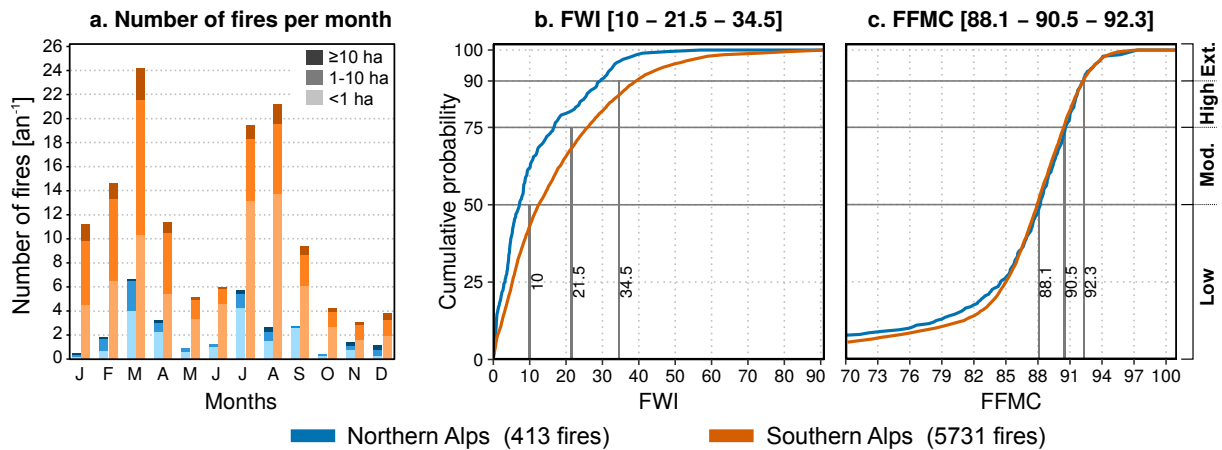 a. Number of fires per month
Number of fires [an⁻¹]
26
24
22
20
18
16
14
12
10
8
6
4
2
0
≥10 ha
1-10 ha
<1 ha
J F M A M J J A S O N D
Months
b. FWI [10 − 21.5 − 34.5]
Cumulative probability
100
90
75
50
25
0
10
21.5
34.5
0 10 20 30 40 50 60 70 80 90
FWI
c. FFMC [88.1 − 90.5 − 92.3]
88.1
90.5
92.3
70 73 76 79 82 85 88 91 94 97 100
FFMC
Ext.
High
Mod.
Low
Northern Alps (413 fires)
Southern Alps (5731 fires)